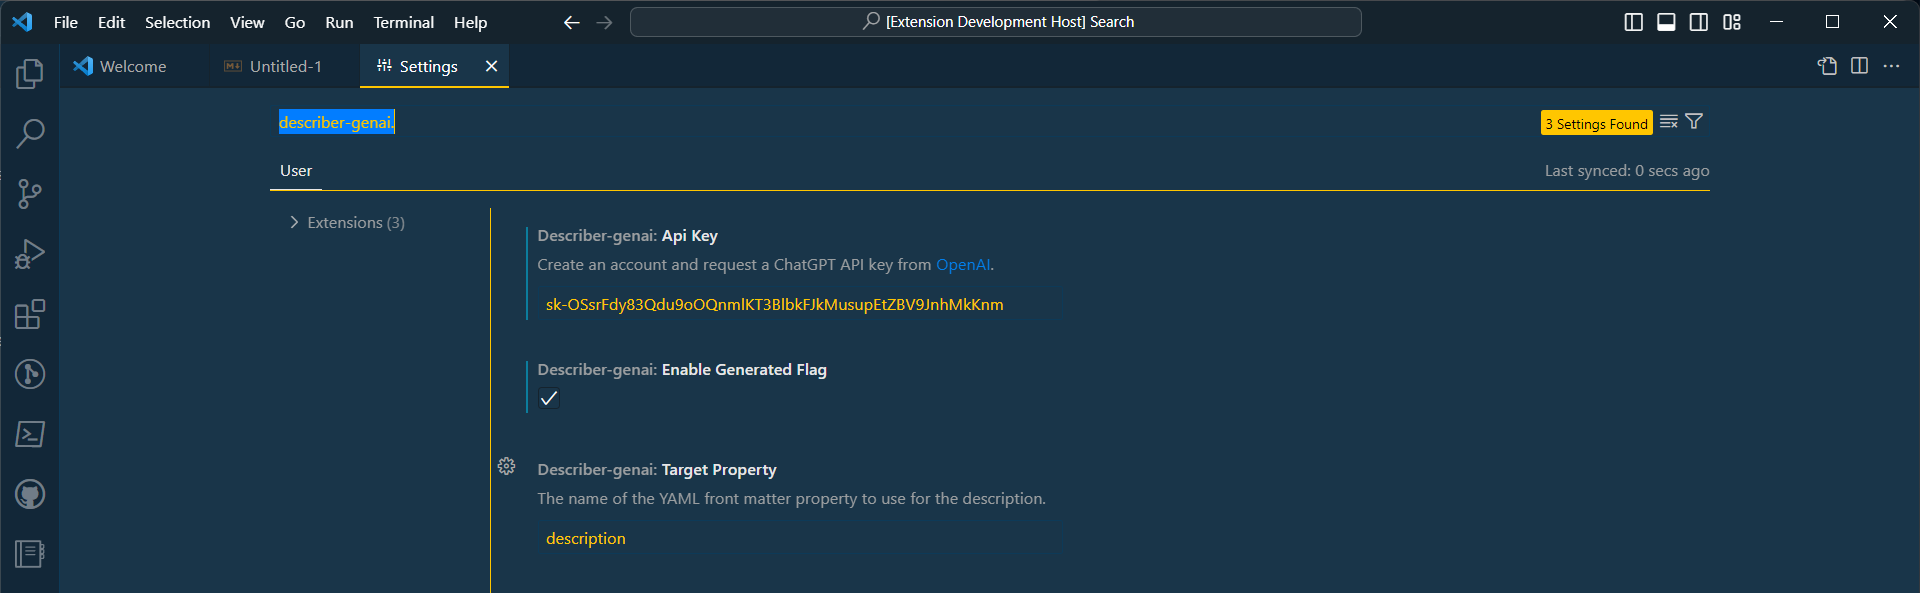 File Edit Selection View Go Run Terminal Help [Extension Development Host] Search
Welcome Untitled-1 Settings
describer-genai. 3 Settings Found
User Last synced: 0 secs ago
Extensions (3)
Describer-genai: Api Key
Create an account and request a ChatGPT API key from OpenAI.
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
Describer-genai: Enable Generated Flag
Describer-genai: Target Property
The name of the YAML front matter property to use for the description.
description